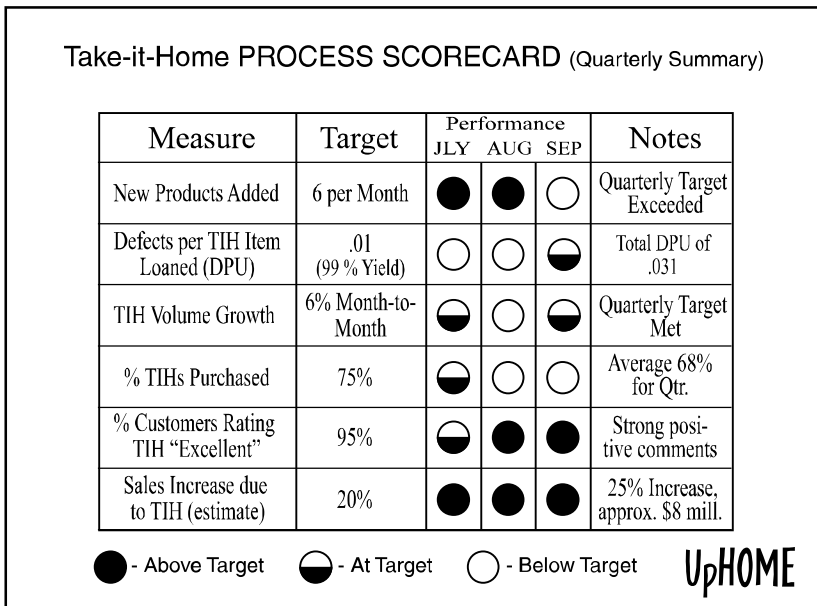 Take-it-Home PROCESS SCORECARD (Quarterly Summary)
Measure
Target
Performance
JLY AUG SEP
Notes
New Products Added
6 per Month
Quarterly Target
Exceeded
Defects per TIH Item
Loaned (DPU)
.01
(99 % Yield)
Total DPU of
.031
TIH Volume Growth
6% Month-to-
Month
Quarterly Target
Met
% TIHs Purchased
75%
Average 68%
for Qtr.
% Customers Rating
TIH “Excellent”
95%
Strong posi-
tive comments
Sales Increase due
to TIH (estimate)
20%
25% Increase,
approx. $8 mill.
- Above Target
- At Target
- Below Target
UpHOME